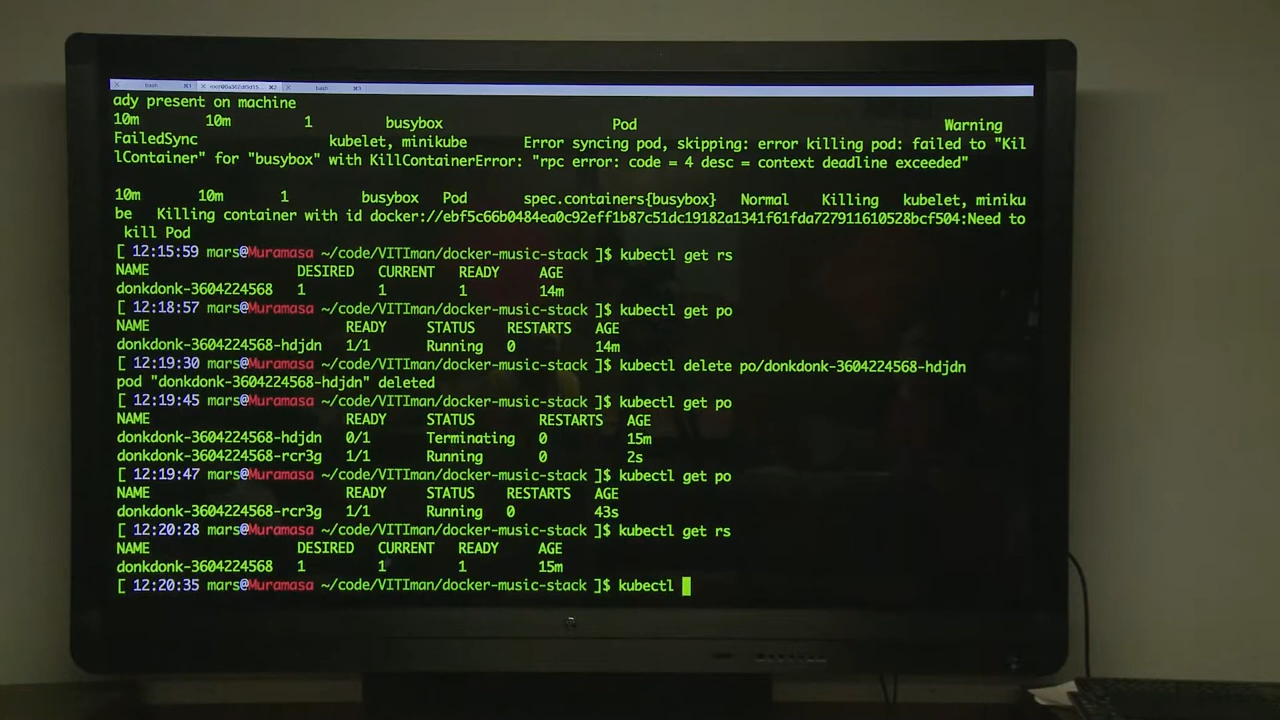 bash ⌘1 ⌘2 bash ⌘3
ady present on machine
10m 10m 1 busybox Pod Warning
FailedSync kubelet, minikube Error syncing pod, skipping: error killing pod: failed to "Kil
lContainer" for "busybox" with KillContainerError: "rpc error: code = 4 desc = context deadline exceeded"
10m 10m 1 busybox Pod spec.containers{busybox} Normal Killing kubelet, miniku
be Killing container with id docker://ebf5c66b0484ea0c92eff1b87c51dc19182a1341f61fda727911610528bcf504:Need to
kill Pod
[ 12:15:59 mars@Muramasa ~/code/VITIman/docker-music-stack ]$ kubectl get rs
NAME DESIRED CURRENT READY AGE
donkdonk-3604224568 1 1 1 14m
[ 12:18:57 mars@Muramasa ~/code/VITIman/docker-music-stack ]$ kubectl get po
NAME READY STATUS RESTARTS AGE
donkdonk-3604224568-hdjdn 1/1 Running 0 14m
[ 12:19:30 mars@Muramasa ~/code/VITIman/docker-music-stack ]$ kubectl delete po/donkdonk-3604224568-hdjdn
pod "donkdonk-3604224568-hdjdn" deleted
[ 12:19:45 mars@Muramasa ~/code/VITIman/docker-music-stack ]$ kubectl get po
NAME READY STATUS RESTARTS AGE
donkdonk-3604224568-hdjdn 0/1 Terminating 0 15m
donkdonk-3604224568-rcr3g 1/1 Running 0 2s
[ 12:19:47 mars@Muramasa ~/code/VITIman/docker-music-stack ]$ kubectl get po
NAME READY STATUS RESTARTS AGE
donkdonk-3604224568-rcr3g 1/1 Running 0 43s
[ 12:20:28 mars@Muramasa ~/code/VITIman/docker-music-stack ]$ kubectl get rs
NAME DESIRED CURRENT READY AGE
donkdonk-3604224568 1 1 1 15m
[ 12:20:35 mars@Muramasa ~/code/VITIman/docker-music-stack ]$ kubectl